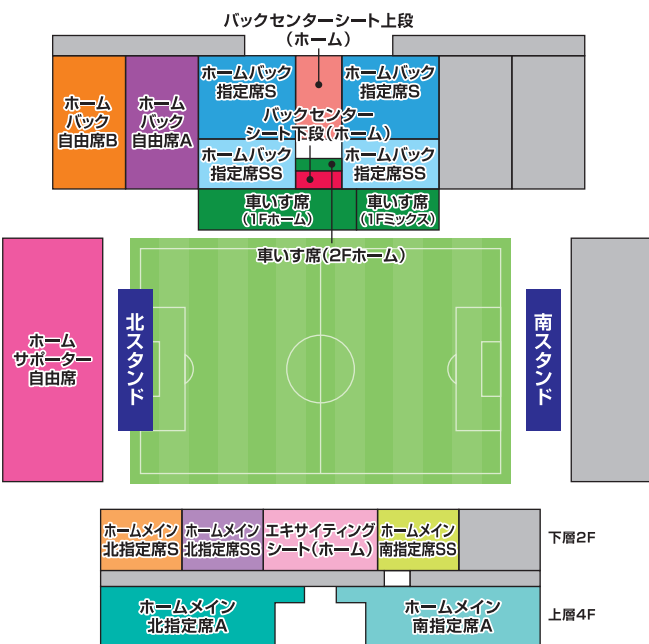 バックセンターシート上段
（ホーム）
ホームバック
指定席S
ホームバック
指定席S
ホーム
バック
自由席B
ホーム
バック
自由席A
バックセンター
シート下段（ホーム）
ホームバック
指定席SS
ホームバック
指定席SS
車いす席
（1Fホーム）
車いす席
（1Fミックス）
車いす席（2Fホーム）
ホーム
サポーター
自由席
北スタンド
南スタンド
ホームメイン
北指定席S
ホームメイン
北指定席SS
エキサイティング
シート（ホーム）
ホームメイン
南指定席SS
下層2F
ホームメイン
北指定席A
ホームメイン
南指定席A
上層4F